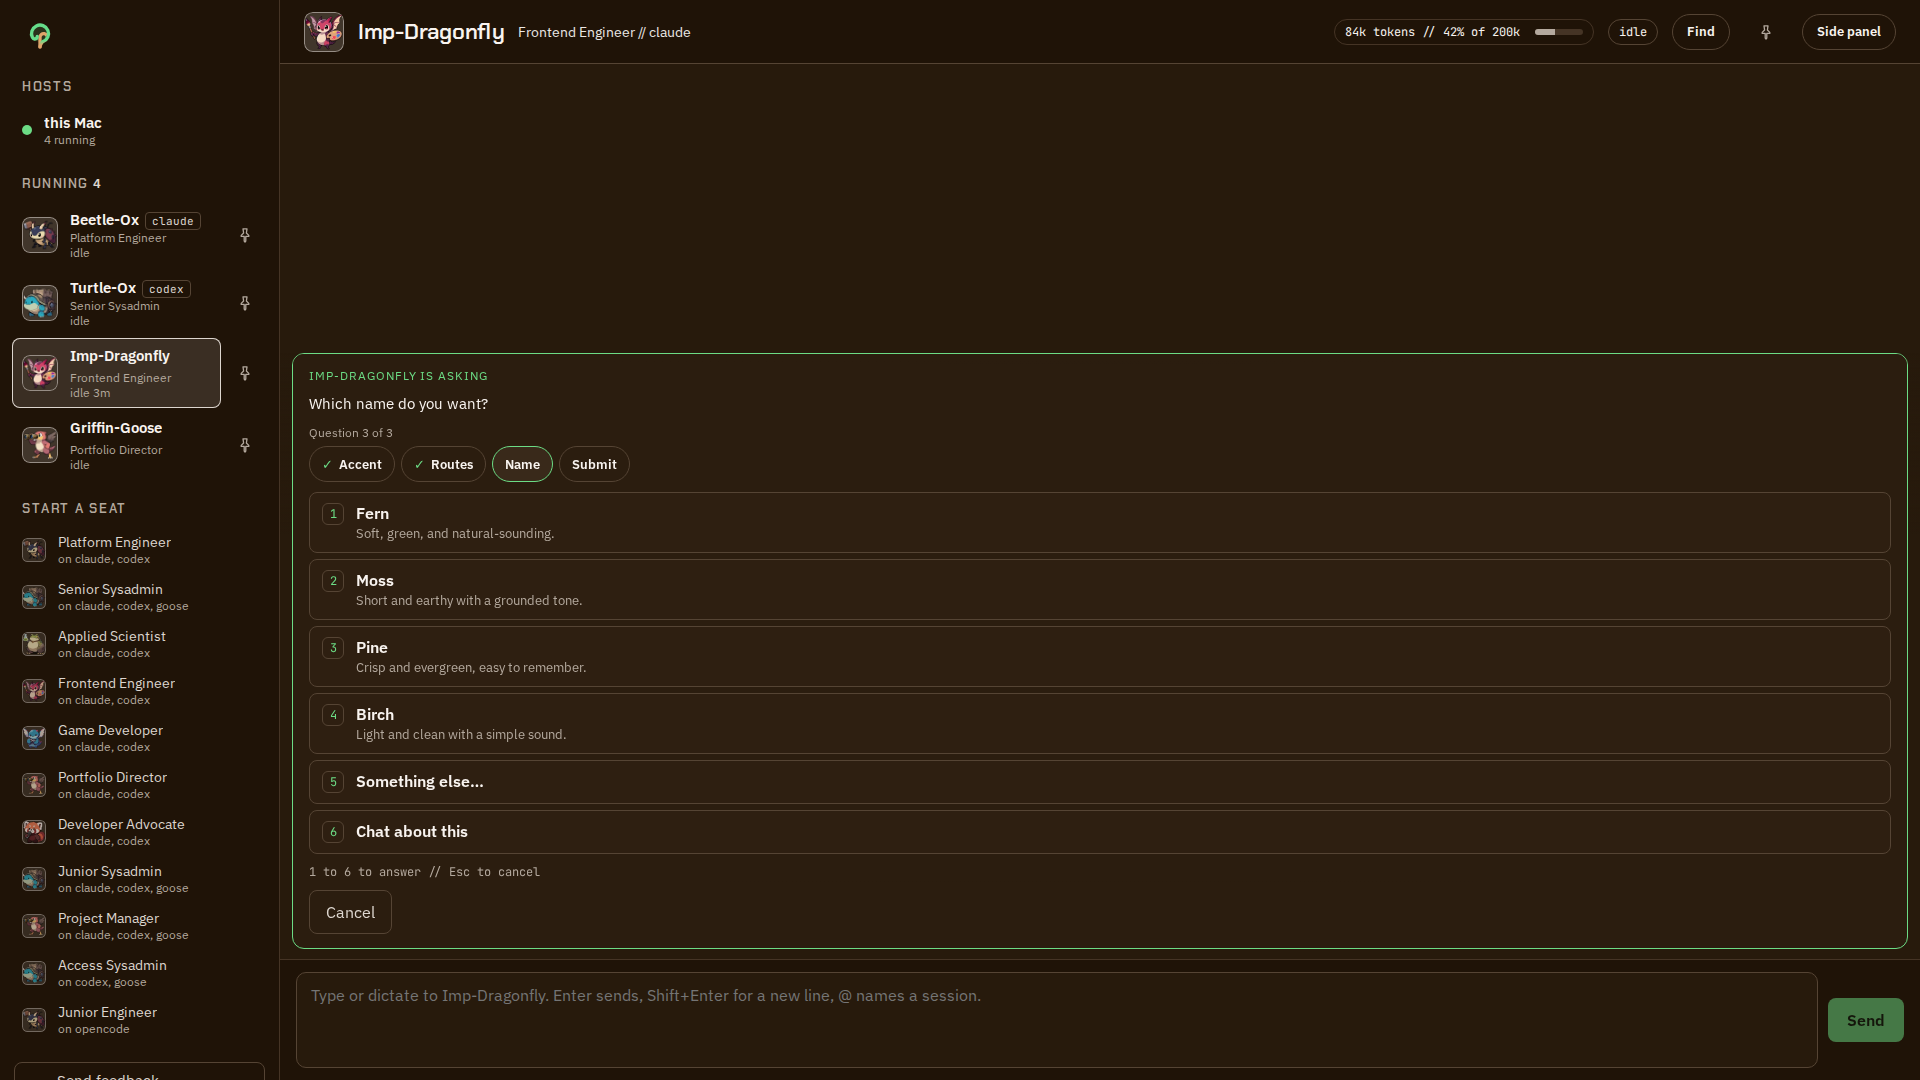 HOSTS
this Mac
4 running
RUNNING 4
Beetle-Ox claude
Platform Engineer
idle
Turtle-Ox codex
Senior Sysadmin
idle
Imp-Dragonfly
Frontend Engineer
idle 3m
Griffin-Goose
Portfolio Director
idle
START A SEAT
Platform Engineer
on claude, codex
Senior Sysadmin
on claude, codex, goose
Applied Scientist
on claude, codex
Frontend Engineer
on claude, codex
Game Developer
on claude, codex
Portfolio Director
on claude, codex
Developer Advocate
on claude, codex
Junior Sysadmin
on claude, codex, goose
Project Manager
on claude, codex, goose
Access Sysadmin
on codex, goose
Junior Engineer
on opencode
Send feedback
Imp-Dragonfly Frontend Engineer // claude
84k tokens // 42% of 200k
idle
Find
Side panel
IMP-DRAGONFLY IS ASKING
Which name do you want?
Question 3 of 3
✓ Accent ✓ Routes Name Submit
1 Fern
Soft, green, and natural-sounding.
2 Moss
Short and earthy with a grounded tone.
3 Pine
Crisp and evergreen, easy to remember.
4 Birch
Light and clean with a simple sound.
5 Something else...
6 Chat about this
1 to 6 to answer // Esc to cancel
Cancel
Type or dictate to Imp-Dragonfly. Enter sends, Shift+Enter for a new line, @ names a session.
Send